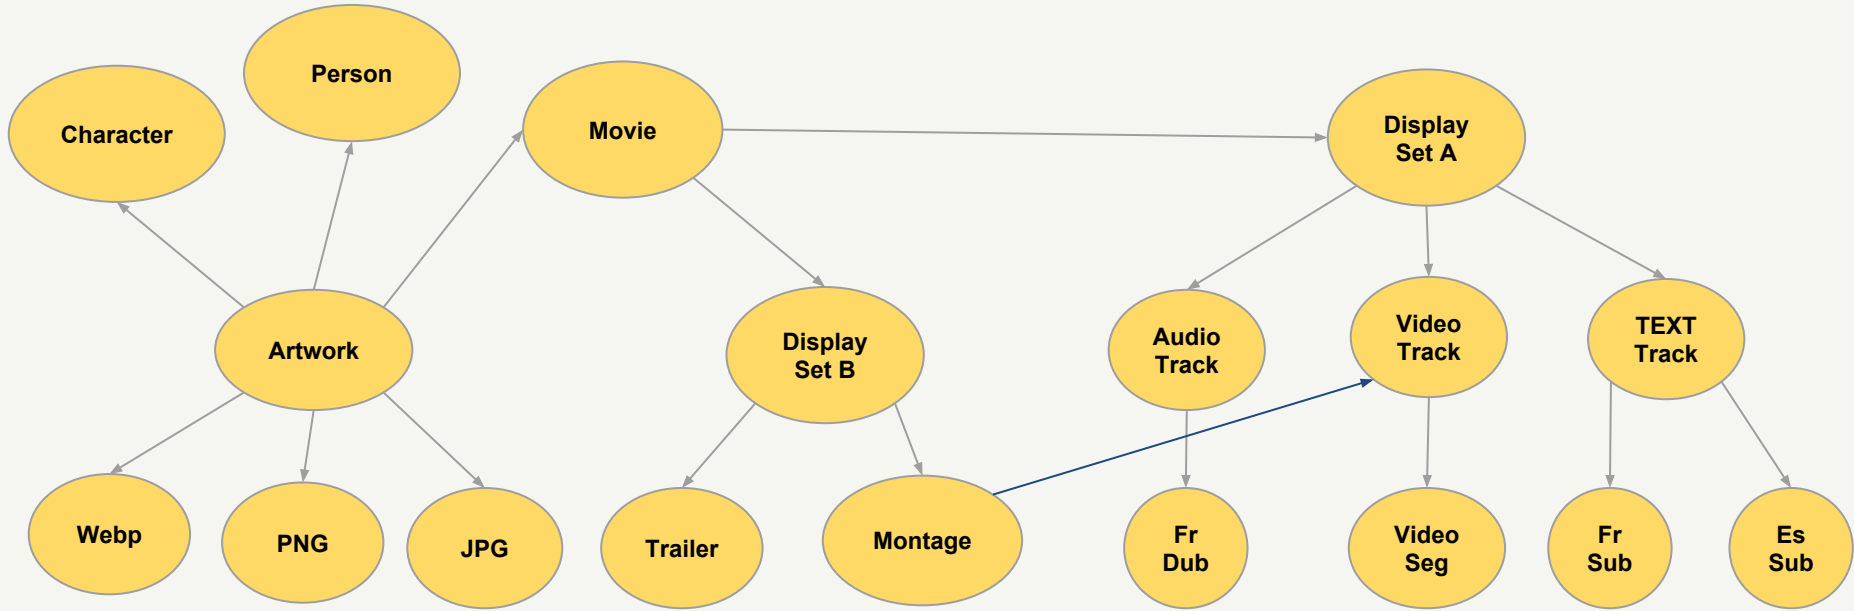 Person
Character
Movie
Display
Set A
Artwork
Display
Set B
Audio
Track
Video
Track
TEXT
Track
Webp
PNG
JPG
Trailer
Montage
Fr
Dub
Video
Seg
Fr
Sub
Es
Sub